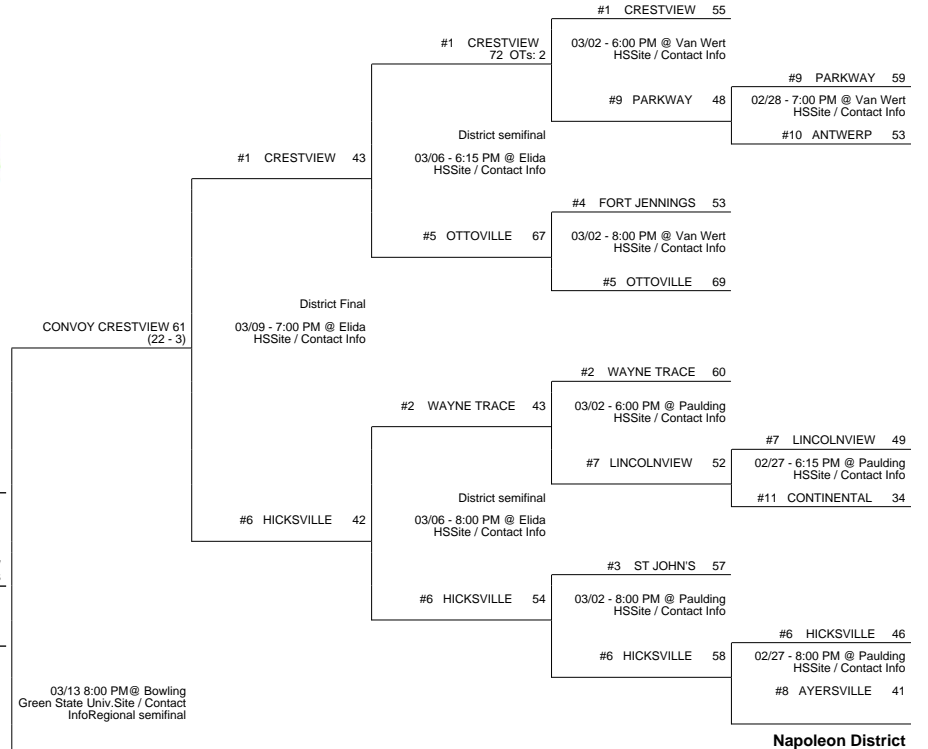 #1 CRESTVIEW 55
#1 CRESTVIEW
72 OTs: 2
03/02 - 6:00 PM @ Van Wert
HSSite / Contact Info
#9 PARKWAY 59
#9 PARKWAY 48
02/28 - 7:00 PM @ Van Wert
HSSite / Contact Info
#10 ANTWERP 53
District semifinal
#1 CRESTVIEW 43
03/06 - 6:15 PM @ Elida
HSSite / Contact Info
#4 FORT JENNINGS 53
#5 OTTOVILLE 67
03/02 - 8:00 PM @ Van Wert
HSSite / Contact Info
#5 OTTOVILLE 69
District Final
CONVOY CRESTVIEW 61
(22 - 3)
03/09 - 7:00 PM @ Elida
HSSite / Contact Info
#2 WAYNE TRACE 60
#2 WAYNE TRACE 43
03/02 - 6:00 PM @ Paulding
HSSite / Contact Info
#7 LINCOLNVIEW 49
#7 LINCOLNVIEW 52
02/27 - 6:15 PM @ Paulding
HSSite / Contact Info
#11 CONTINENTAL 34
District semifinal
#6 HICKSVILLE 42
03/06 - 8:00 PM @ Elida
HSSite / Contact Info
#3 ST JOHN'S 57
#6 HICKSVILLE 54
03/02 - 8:00 PM @ Paulding
HSSite / Contact Info
#6 HICKSVILLE 46
#6 HICKSVILLE 58
02/27 - 8:00 PM @ Paulding
HSSite / Contact Info
#8 AYERSVILLE 41
03/13 8:00 PM@ Bowling
Green State Univ.Site / Contact
InfoRegional semifinal
Napoleon District